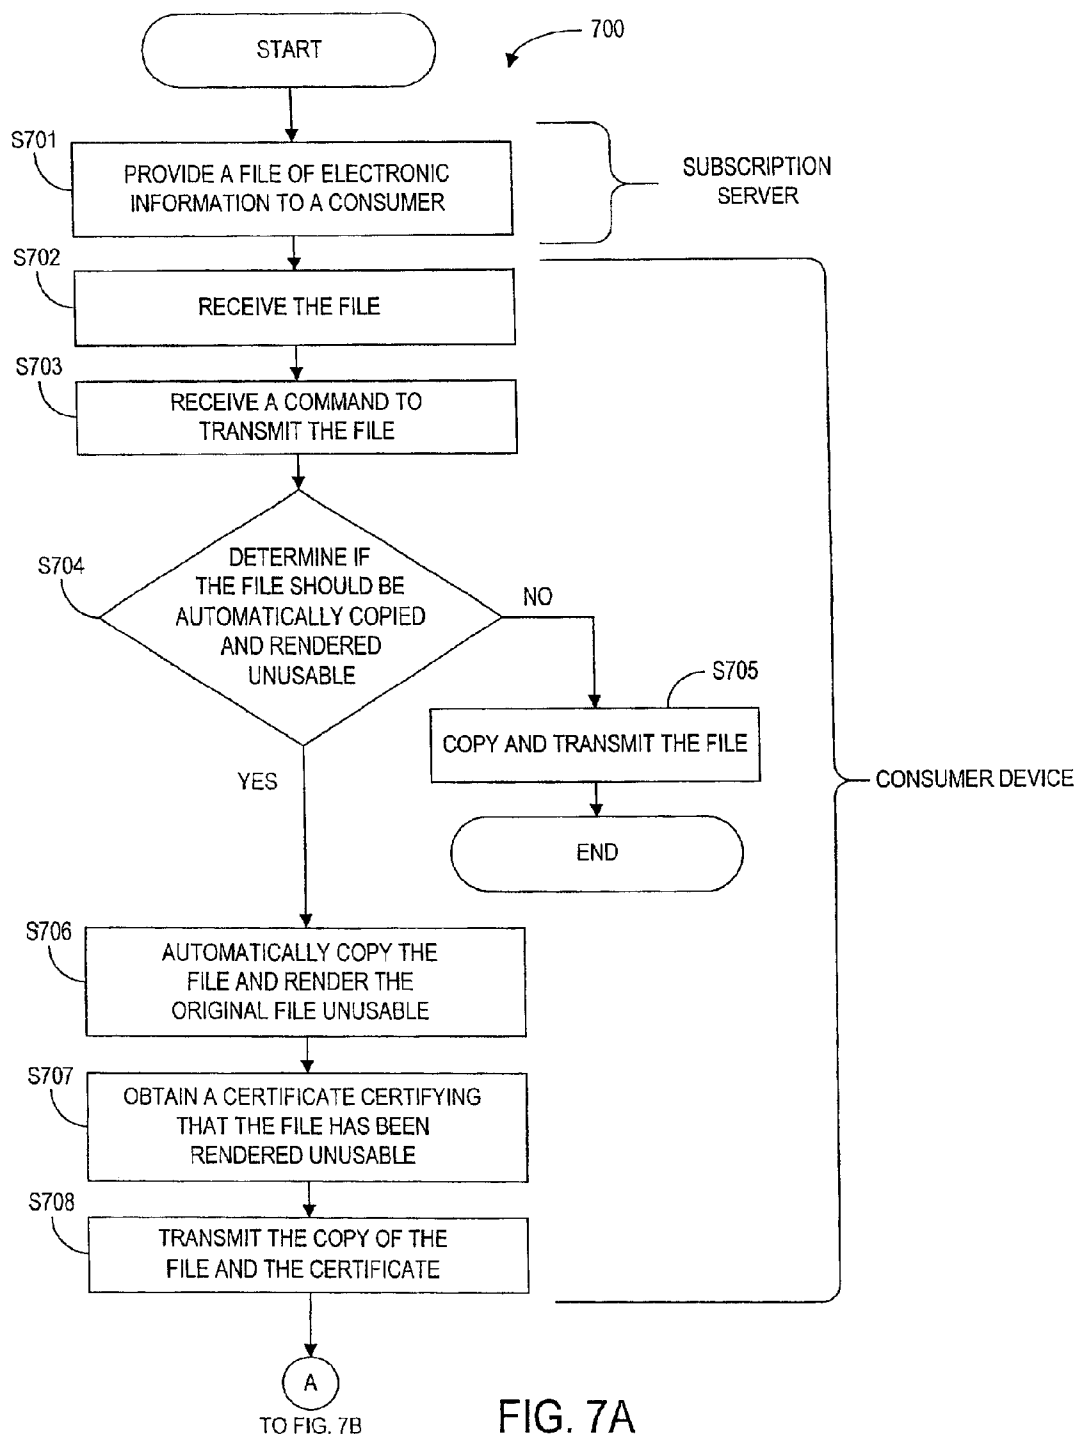 START
700
S701
PROVIDE A FILE OF ELECTRONIC
INFORMATION TO A CONSUMER
SUBSCRIPTION
SERVER
S702
RECEIVE THE FILE
S703
RECEIVE A COMMAND TO
TRANSMIT THE FILE
S704
DETERMINE IF
THE FILE SHOULD BE
AUTOMATICALLY COPIED
AND RENDERED
UNUSABLE
NO
S705
COPY AND TRANSMIT THE FILE
YES
CONSUMER DEVICE
END
S706
AUTOMATICALLY COPY THE
FILE AND RENDER THE
ORIGINAL FILE UNUSABLE
S707
OBTAIN A CERTIFICATE CERTIFYING
THAT THE FILE HAS BEEN
RENDERED UNUSABLE
S708
TRANSMIT THE COPY OF THE
FILE AND THE CERTIFICATE
A
TO FIG. 7B
FIG. 7A